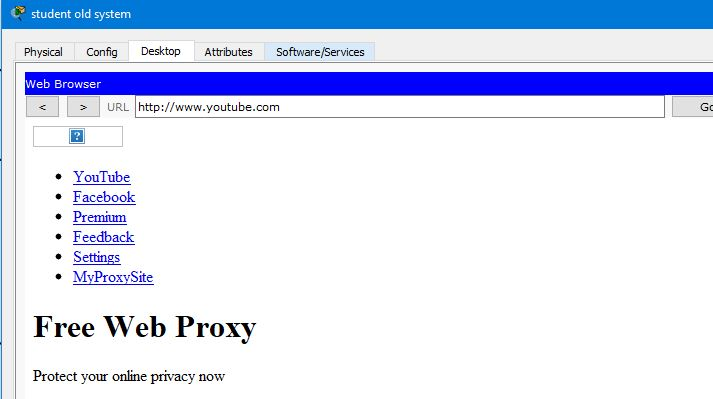 student old system
Physical Config Desktop Attributes Software/Services
Web Browser
< > URL http://www.youtube.com Go
?
YouTube
Facebook
Premium
Feedback
Settings
MyProxySite
Free Web Proxy
Protect your online privacy now